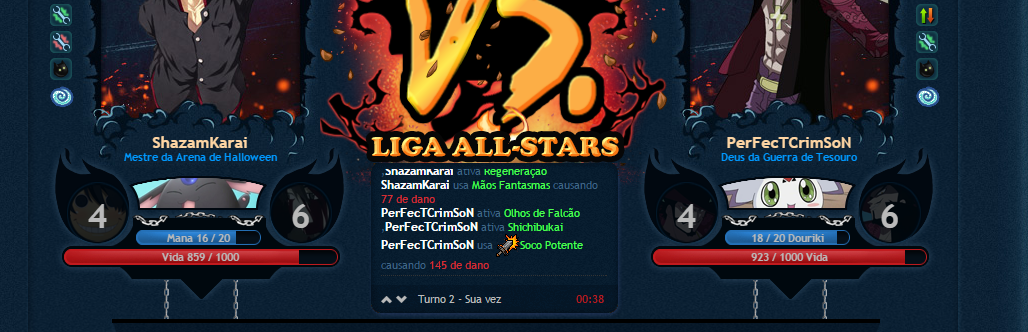 VS.
LIGA ALL-STARS
ShazamKarai
Mestre da Arena de Halloween
4
6
Mana 16 / 20
Vida 859 / 1000
ShazamKarai ativa Regeneração
ShazamKarai usa Mãos Fantasmas causando
77 de dano
PerFecTCrimSoN ativa Olhos de Falcão
PerFecTCrimSoN ativa Shichibukai
PerFecTCrimSoN usa Soco Potente
causando 145 de dano
Turno 2 - Sua vez 00:38
PerFecTCrimSoN
Deus da Guerra de Tesouro
4
6
18 / 20 Douriki
923 / 1000 Vida